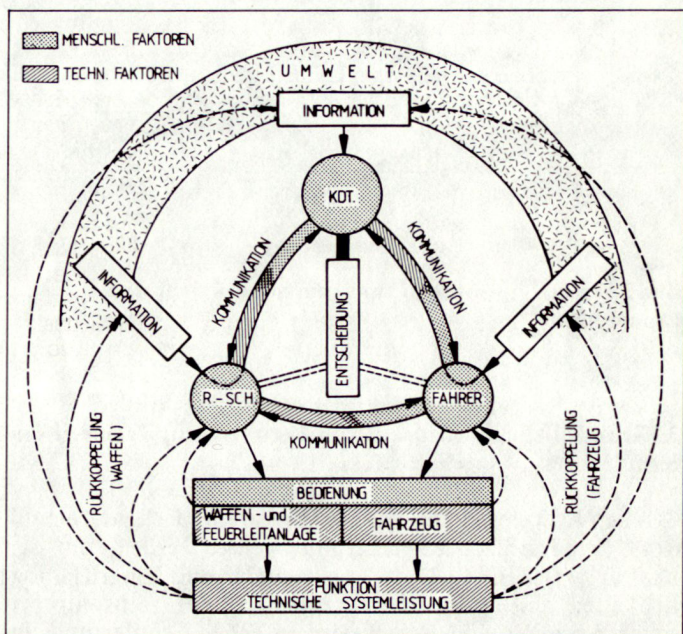 MENSCHL. FAKTOREN
TECHN. FAKTOREN
UMWELT
INFORMATION
KDT.
KOMMUNIKATION
KOMMUNIKATION
INFORMATION
ENTSCHEIDUNG
INFORMATION
R.-SCH.
FAHRER
KOMMUNIKATION
RÜCKKOPPELUNG
(WAFFEN)
RÜCKKOPPELUNG
(FAHRZEUG)
BEDIENUNG
WAFFEN - und
FEUERLEITANLAGE
FAHRZEUG
FUNKTION
TECHNISCHE SYSTEMLEISTUNG